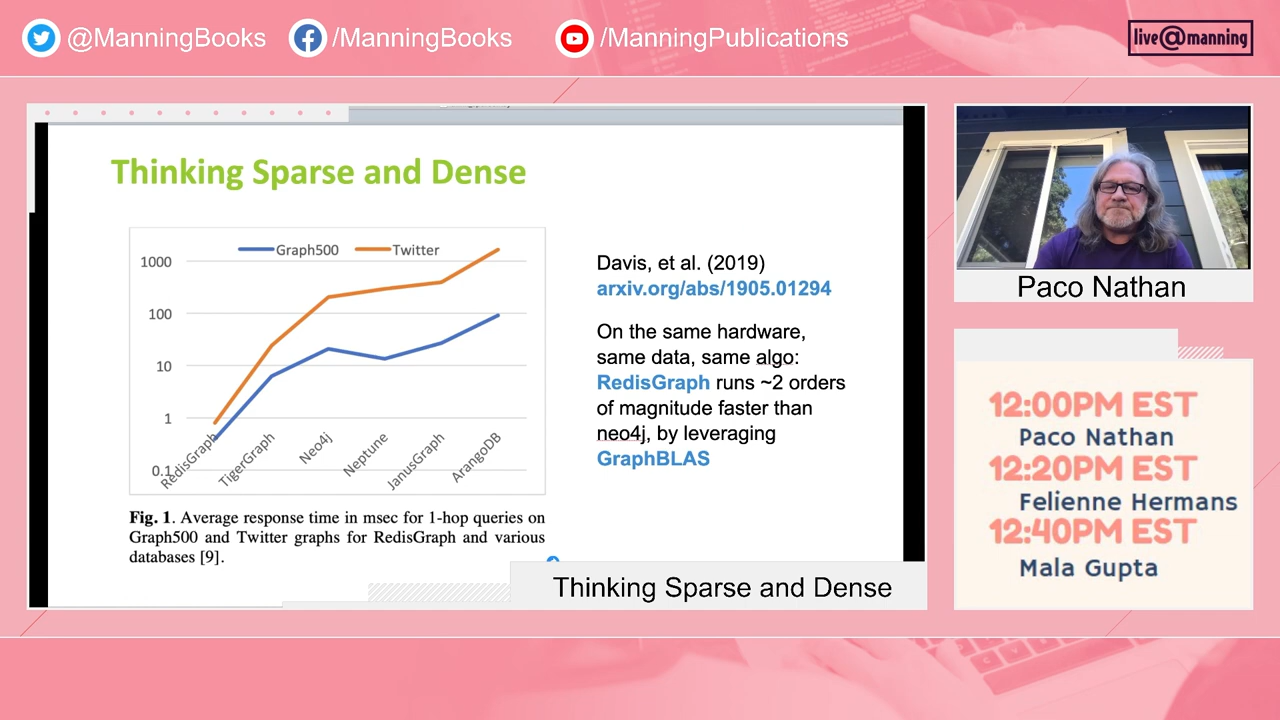 @ManningBooks
/ManningBooks
/ManningPublications
live@manning
Thinking Sparse and Dense
Graph500
Twitter
1000
100
10
1
0.1
RedisGraph
TigerGraph
Neo4j
Neptune
JanusGraph
ArangoDB
Fig. 1. Average response time in msec for 1-hop queries on
Graph500 and Twitter graphs for RedisGraph and various
databases [9].
Davis, et al. (2019)
arxiv.org/abs/1905.01294
On the same hardware,
same data, same algo:
RedisGraph runs ~2 orders
of magnitude faster than
neo4j, by leveraging
GraphBLAS
Thinking Sparse and Dense
Paco Nathan
12:00PM EST
Paco Nathan
12:20PM EST
Felienne Hermans
12:40PM EST
Mala Gupta